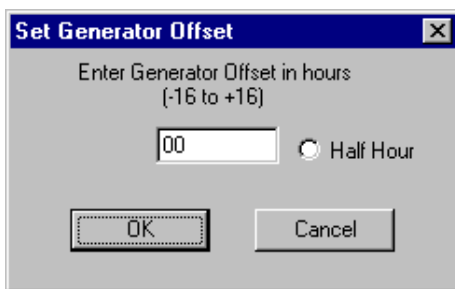 Set Generator Offset
Enter Generator Offset in hours
(-16 to +16)
00 Half Hour
OK Cancel